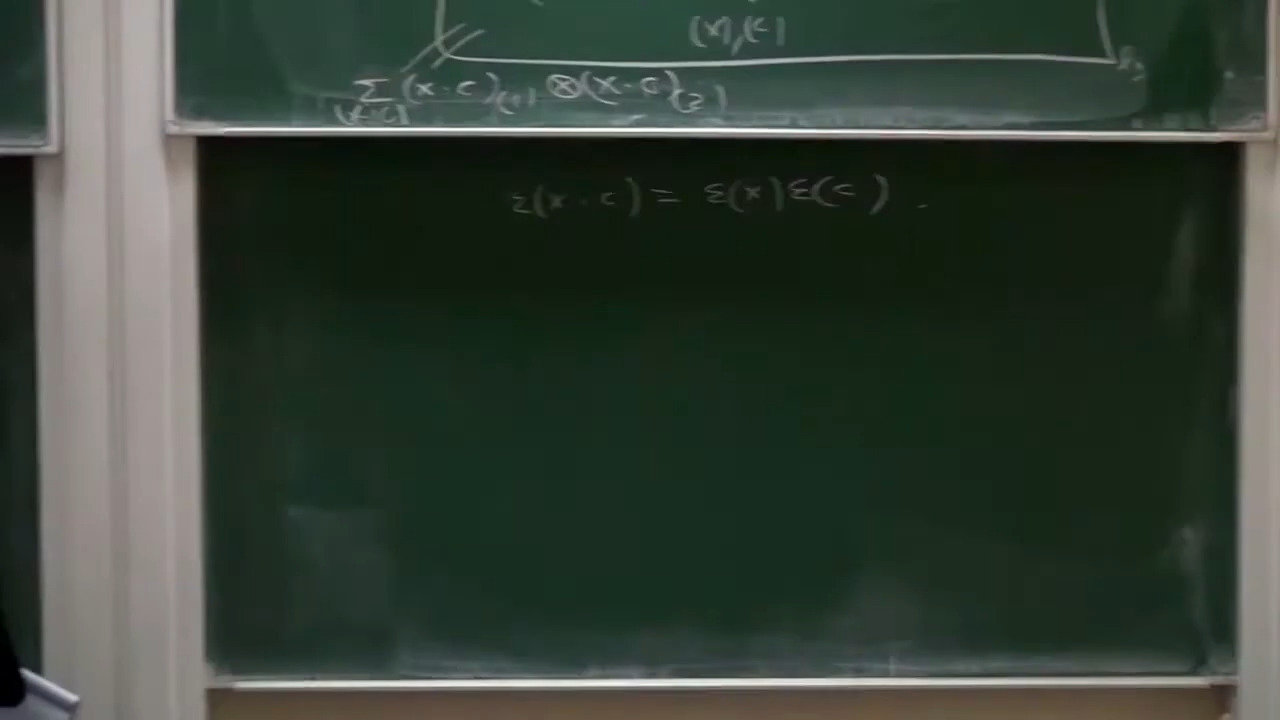 (x),(c)
∑ (x·c)₍₁₎ ⊗ (x·c)₍₂₎
(x·c)
ε(x·c) = ε(x)ε(c).